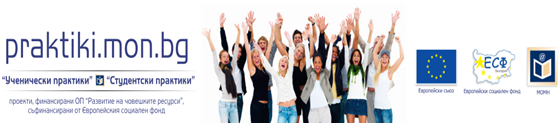 praktiki.mon.bg
"Ученически практики" "Студентски практики"
проекти, финансирани ОП "Развитие на човешките ресурси",
съфинансирани от Европейския социален фонд
ЕСФ
Европейски съюз
Европейски социален фонд
МОМН